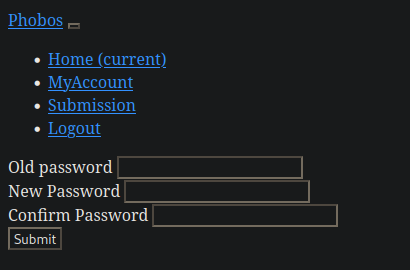 Phobos
Home (current)
MyAccount
Submission
Logout
Old password
New Password
Confirm Password
Submit